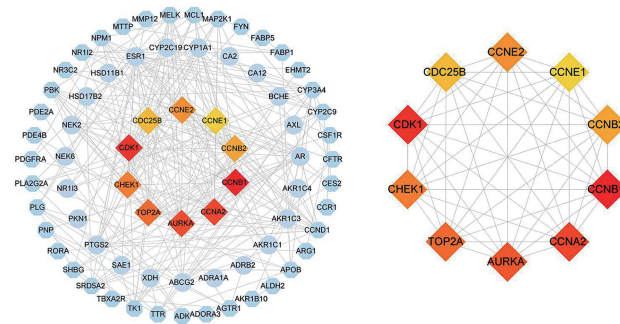 MELK
MCL1
MMP12
MAP2K1
MTTP
FYN
NPM1
FABP5
NR1I2
FABP1
NR3C2
EHMT2
PBK
CYP3A4
PDE2A
CYP2C9
PDE4B
CSF1R
PDGFRA
CFTR
PLA2G2A
CES2
PLG
CCR1
PNP
CCND1
RORA
ARG1
SHBG
APOB
SRD5A2
ALDH2
TBXA2R
AKR1B10
TK1
AGTR1
TTR
ADORA3
ADK
CYP2C19
CYP1A1
ESR1
CA2
HSD11B1
CA12
HSD17B2
BCHE
NEK2
AXL
NEK6
AR
NR1I3
AKR1C4
PKN1
AKR1C3
PTGS2
AKR1C1
SAE1
ADRB2
XDH
ADRA1A
ABCG2
CCNE2
CDC25B
CCNE1
CDK1
CCNB2
CHEK1
CCNB1
TOP2A
CCNA2
AURKA
CCNE2
CDC25B
CCNE1
CDK1
CCNB2
CHEK1
CCNB1
TOP2A
CCNA2
AURKA